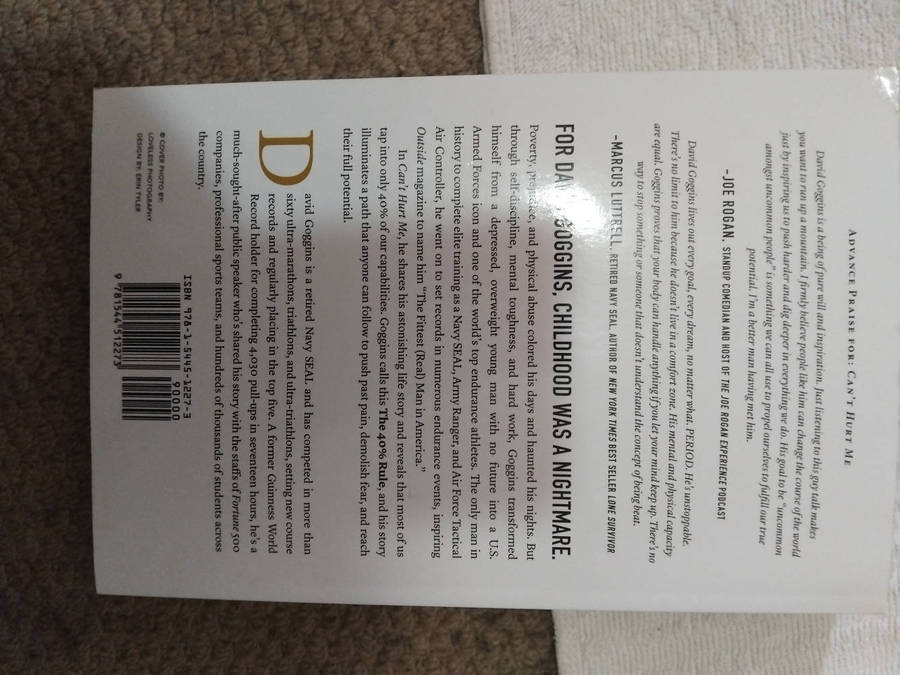 ADVANCE PRAISE FOR: CAN'T HURT ME
David Goggins is a being of pure will and inspiration. Just listening to this guy talk makes
you want to run up a mountain. I firmly believe people like him can change the course of the world
just by inspiring us to push harder and dig deeper in everything we do. His goal to be "uncommon
amongst uncommon people" is something we can all use to propel ourselves to fulfill our true
potential. I'm a better man having met him.
–JOE ROGAN, STANDUP COMEDIAN AND HOST OF THE JOE ROGAN EXPERIENCE PODCAST
David Goggins lives out every goal, every dream, no matter what. PERIOD. He's unstoppable.
There's no limit to him because he doesn't live in a comfort zone. His mental and physical capacity
are equal. Goggins proves that your body can handle anything if you let your mind keep up. There's no
way to stop something or someone that doesn't understand the concept of being beat.
–MARCUS LUTTRELL, RETIRED NAVY SEAL, AUTHOR OF NEW YORK TIMES BEST SELLER LONE SURVIVOR
FOR DAVID GOGGINS, CHILDHOOD WAS A NIGHTMARE.
Poverty, prejudice, and physical abuse colored his days and haunted his nights. But
through self-discipline, mental toughness, and hard work, Goggins transformed
himself from a depressed, overweight young man with no future into a U.S.
Armed Forces icon and one of the world's top endurance athletes. The only man in
history to complete elite training as a Navy SEAL, Army Ranger, and Air Force Tactical
Air Controller, he went on to set records in numerous endurance events, inspiring
Outside magazine to name him "The Fittest (Real) Man in America."
In Can't Hurt Me, he shares his astonishing life story and reveals that most of us
tap into only 40% of our capabilities. Goggins calls this The 40% Rule, and his story
illuminates a path that anyone can follow to push past pain, demolish fear, and reach
their full potential.
David Goggins is a retired Navy SEAL and has competed in more than
sixty ultra-marathons, triathlons, and ultra-triathlons, setting new course
records and regularly placing in the top five. A former Guinness World
Record holder for completing 4,030 pull-ups in seventeen hours, he's a
much-sought-after public speaker who's shared his story with the staffs of Fortune 500
companies, professional sports teams, and hundreds of thousands of students across
the country.
© COVER PHOTO BY:
LOVELESS PHOTOGRAPHY
DESIGN BY: ERIN TYLER
ISBN 978-1-5445-1227-3
90000
9 781544 512273